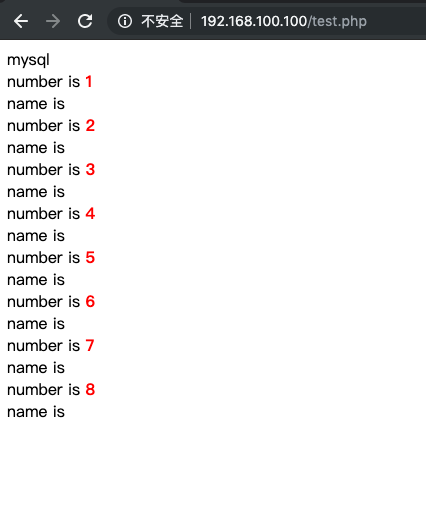 不安全 192.168.100.100/test.php
mysql
number is 1
name is
number is 2
name is
number is 3
name is
number is 4
name is
number is 5
name is
number is 6
name is
number is 7
name is
number is 8
name is